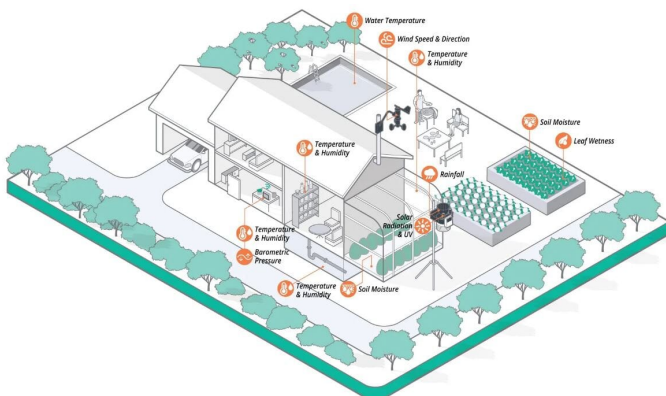 Water Temperature
Wind Speed & Direction
Temperature
& Humidity
Soil Moisture
Leaf Wetness
Temperature
& Humidity
Rainfall
Solar
Radiation
& UV
Temperature
& Humidity
Barometric
Pressure
Temperature
& Humidity
Soil Moisture